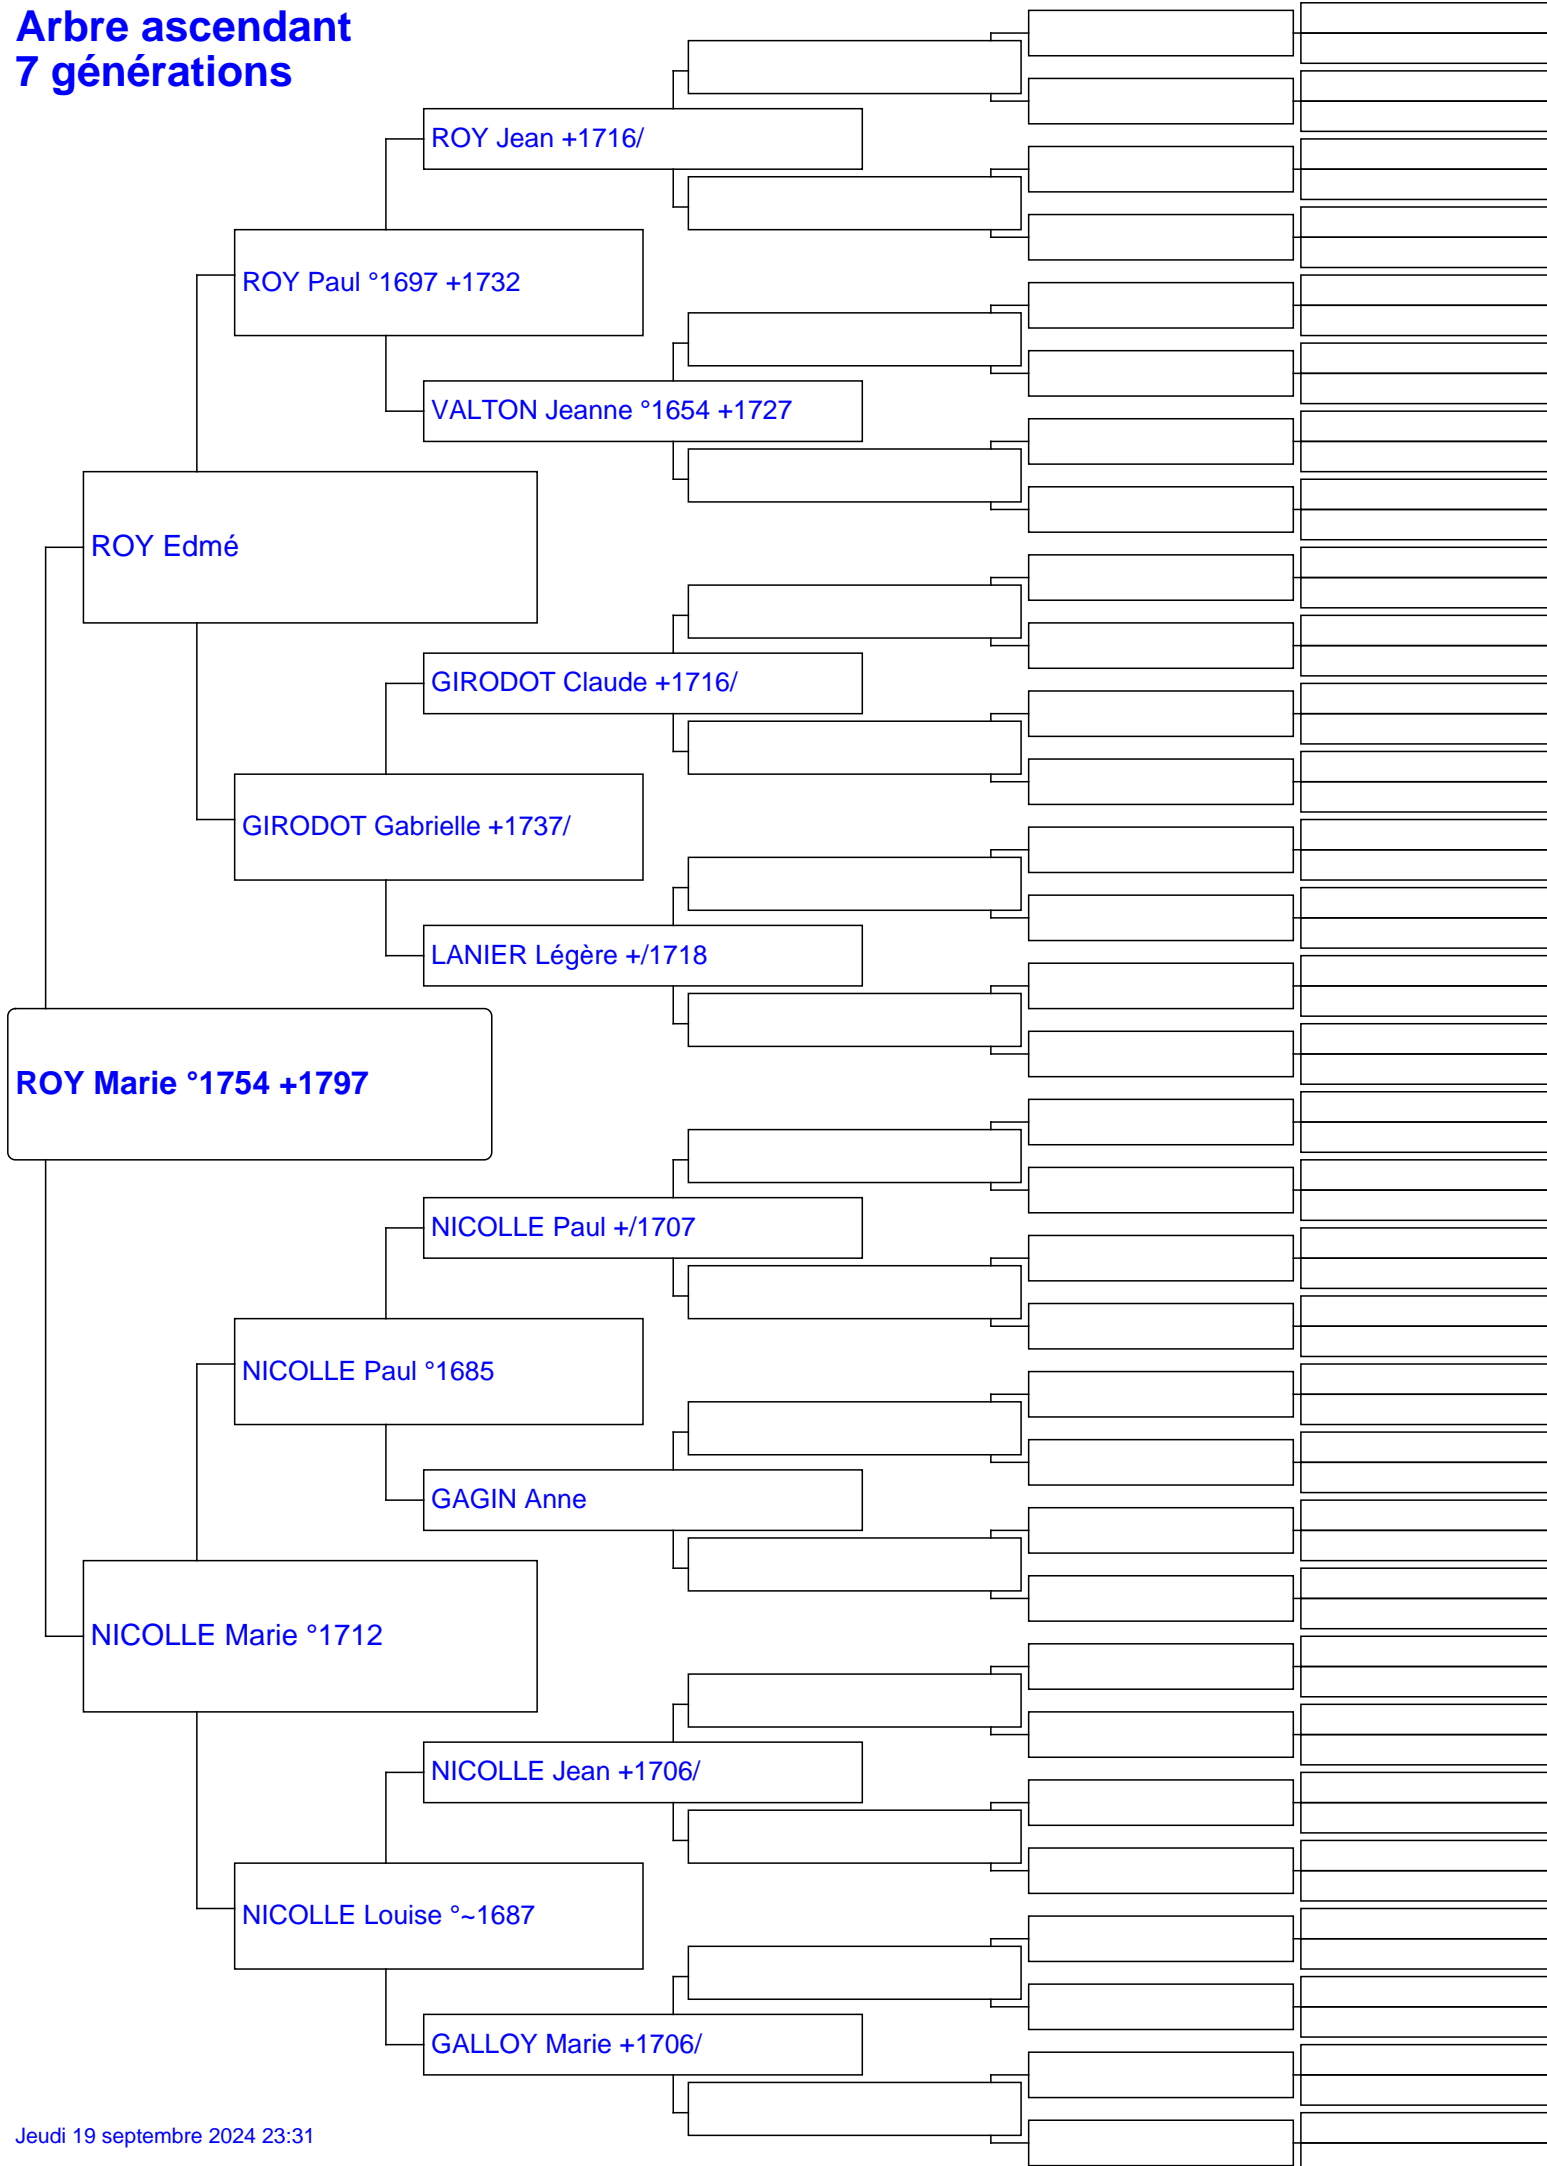 Arbre ascendant
7 générations
ROY Jean +1716/
ROY Paul °1697 +1732
VALTON Jeanne °1654 +1727
ROY Edmé
GIRODOT Claude +1716/
GIRODOT Gabrielle +1737/
LANIER Légère +/1718
ROY Marie °1754 +1797
NICOLLE Paul +/1707
NICOLLE Paul °1685
GAGIN Anne
NICOLLE Marie °1712
NICOLLE Jean +1706/
NICOLLE Louise °~1687
GALLOY Marie +1706/
Jeudi 19 septembre 2024 23:31